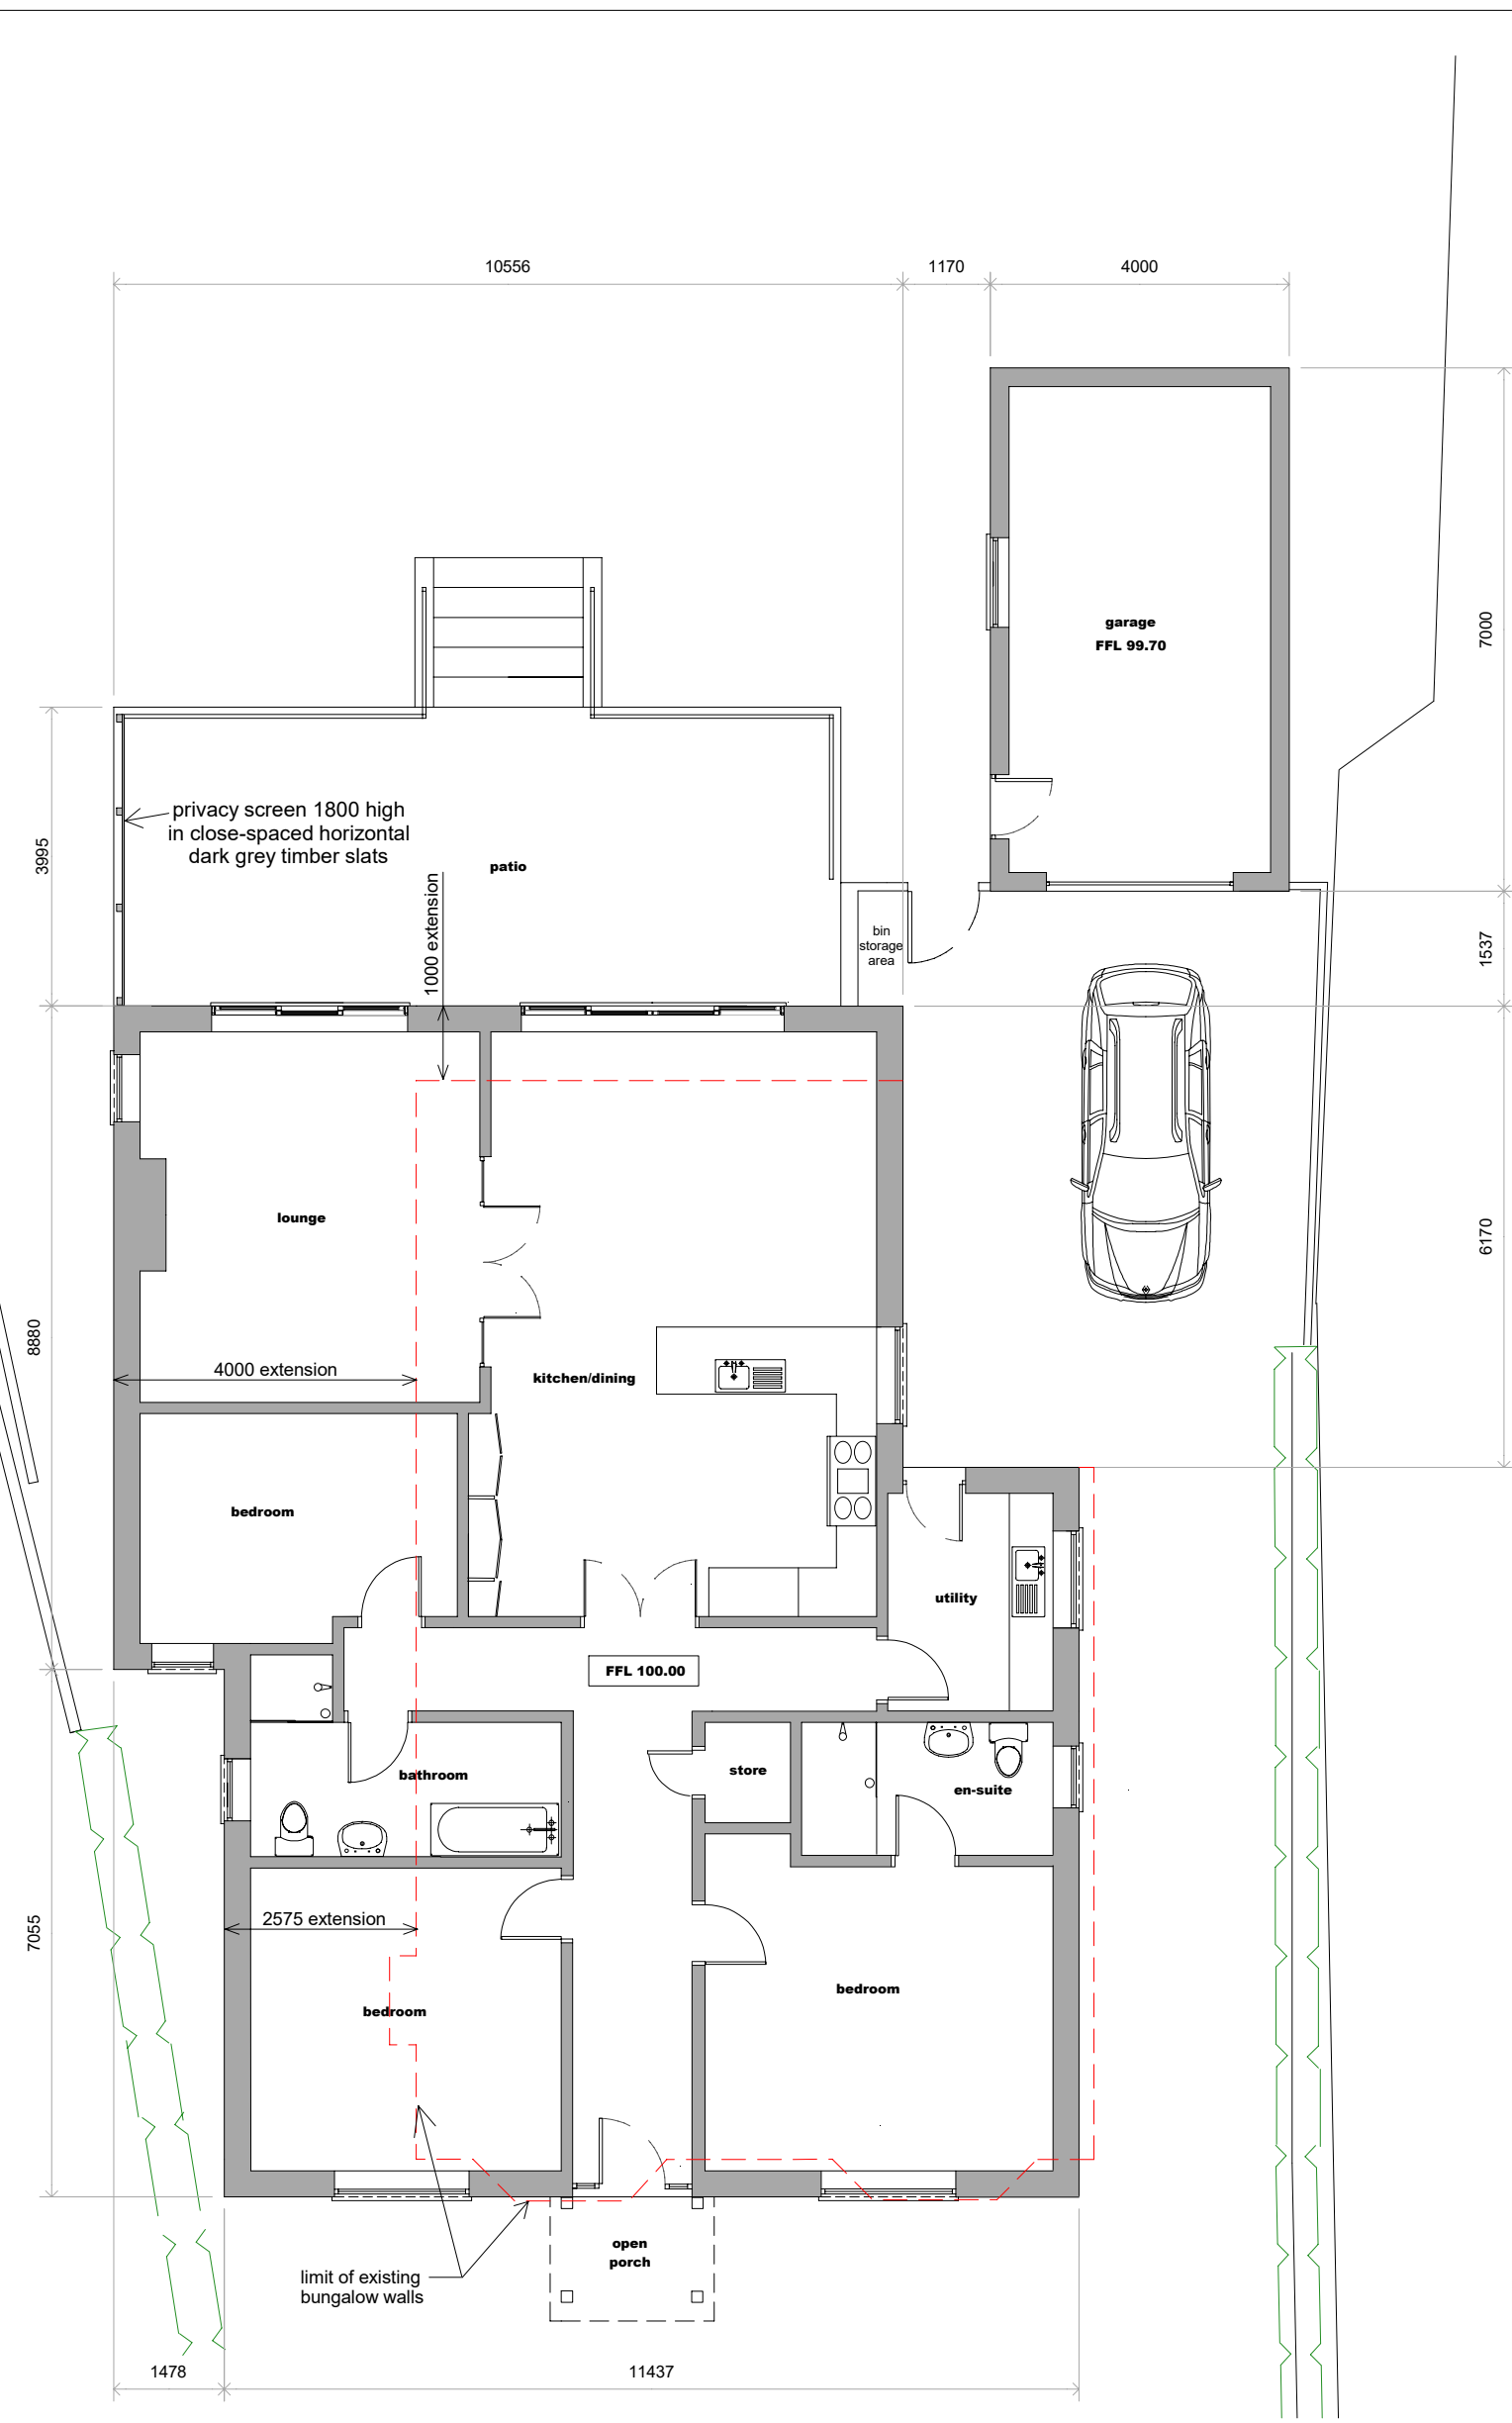 10556
1170
4000
garage
FFL 99.70
7000
privacy screen 1800 high
in close-spaced horizontal
dark grey timber slats
3995
patio
1000 extension
bin
storage
area
1537
lounge
6170
8880
4000 extension
kitchen/dining
bedroom
utility
FFL 100.00
bathroom
store
en-suite
7055
2575 extension
bedroom
bedroom
open
porch
limit of existing
bungalow walls
1478
11437